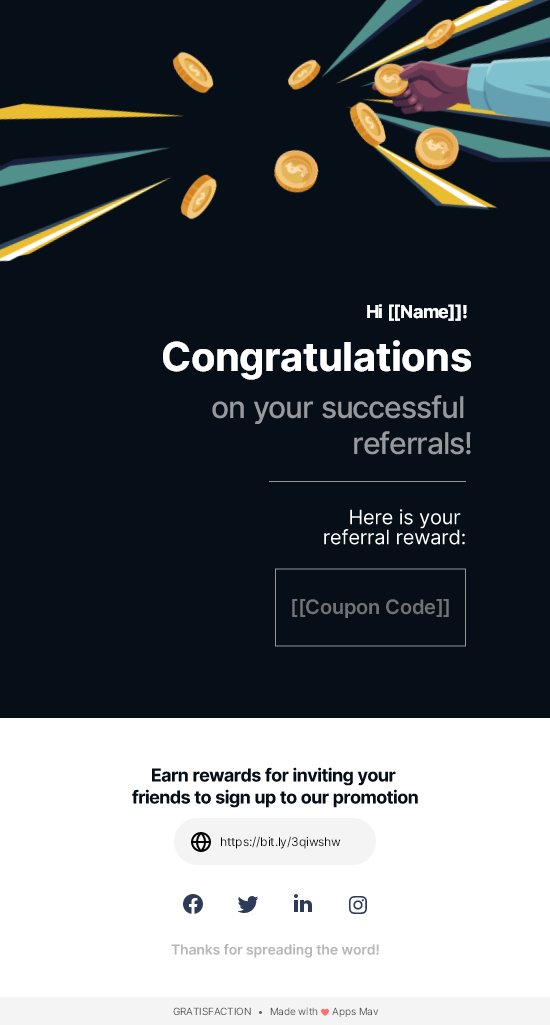 Hi [[Name]]!
Congratulations
on your successful
referrals!
Here is your
referral reward:
[[Coupon Code]]
Earn rewards for inviting your
friends to sign up to our promotion
https://bit.ly/3qiwshw
Thanks for spreading the word!
GRATISFACTION • Made with ❤ Apps Mav